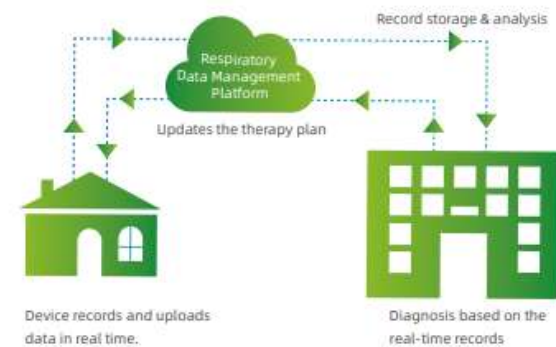 Record storage & analysis
Respiratory
Data Management
Platform
Updates the therapy plan
Device records and uploads
data in real time.
Diagnosis based on the
real-time records